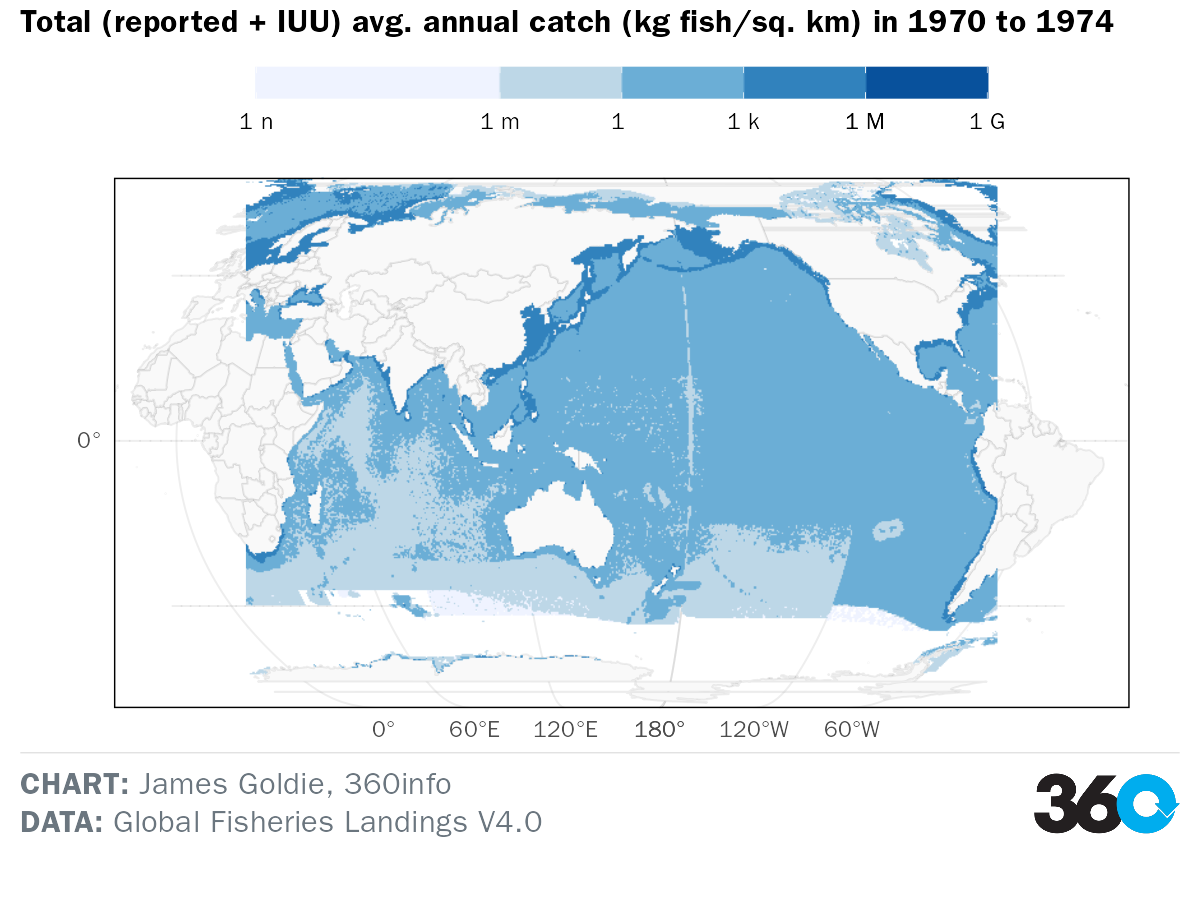 Total (reported + IUU) avg. annual catch (kg fish/sq. km) in 1970 to 1974
1 n 1 m 1 1 k 1 M 1 G
0°
0° 60°E 120°E 180° 120°W 60°W
CHART: James Goldie, 360info
DATA: Global Fisheries Landings V4.0
360